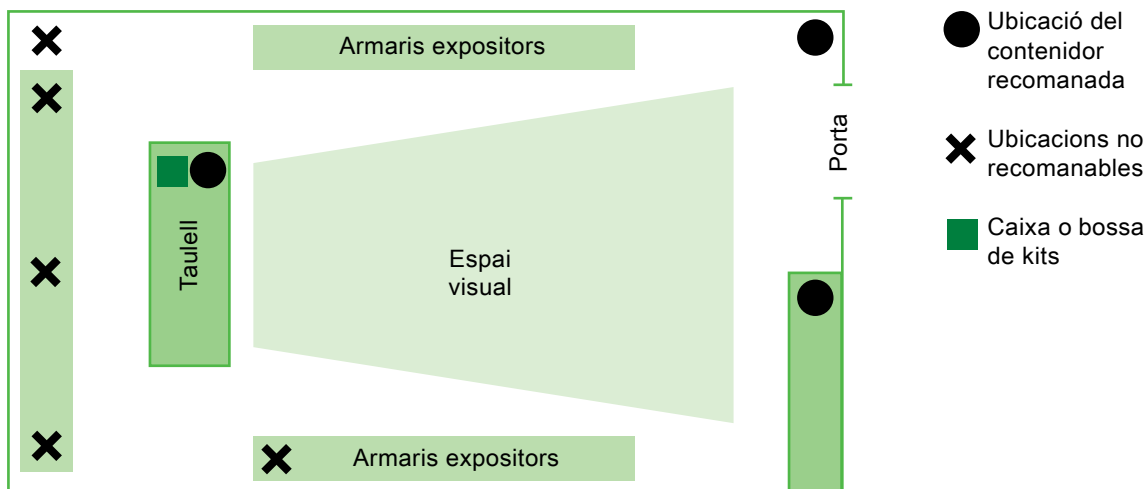 Armaris expositors
Porta
Taulell
Espai
visual
Armaris expositors
Ubicació del
contenidor
recomanada
Ubicacions no
recomanables
Caixa o bossa
de kits